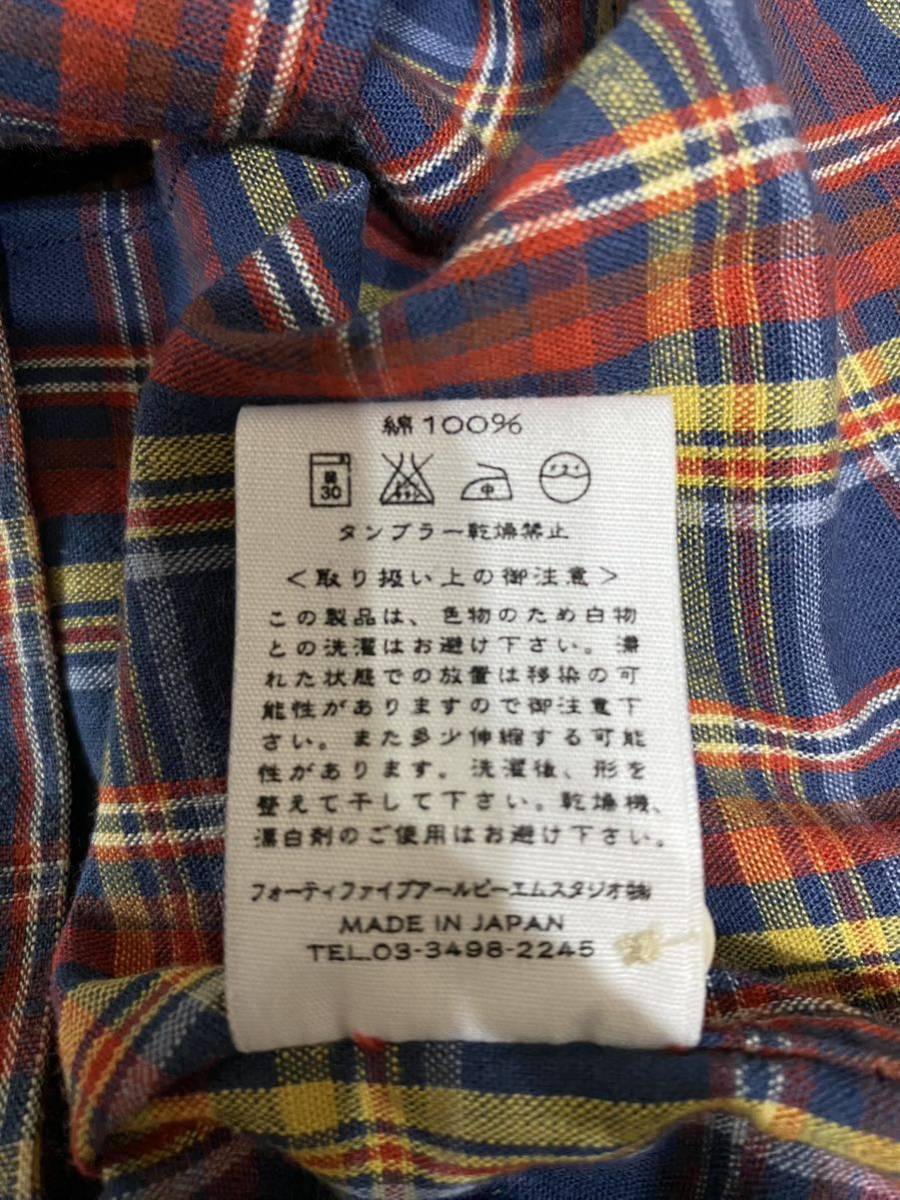 綿100%
30 中
タンブラー乾燥禁止
<取り扱い上の御注意>
この製品は、色物のため白物
との洗濯はお避け下さい。濡
れた状態での放置は移染の可
能性がありますので御注意下
さい。また多少伸縮する可能
性があります。洗濯後、形を
整えて干して下さい。乾燥機、
漂白剤のご使用はお避け下さい。
フォーティファイブアールピーエムスタジオ㈱
MADE IN JAPAN
TEL.03-3498-2245